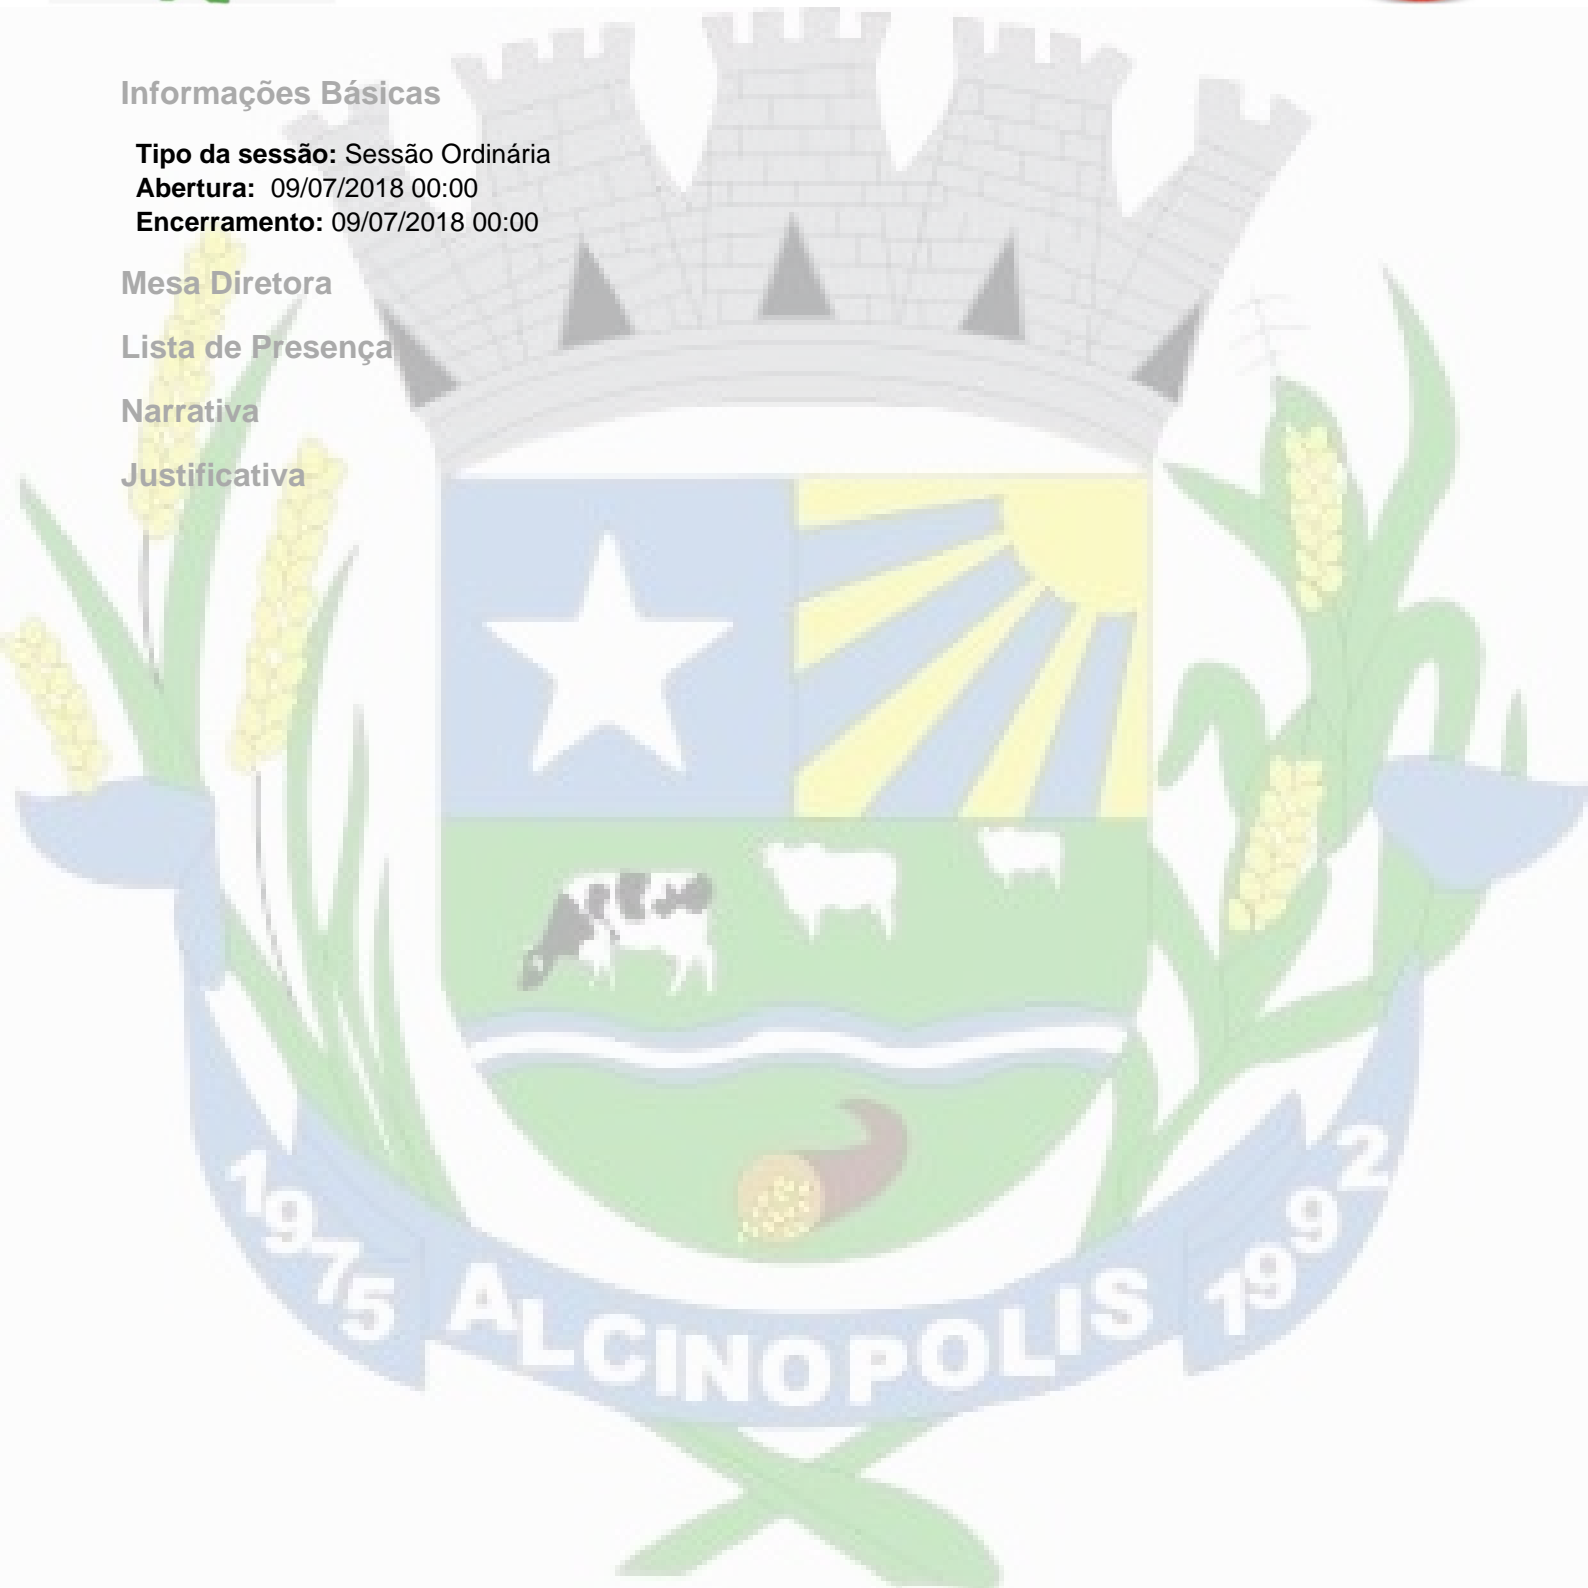 Informações Básicas
Tipo da sessão: Sessão Ordinária
Abertura: 09/07/2018 00:00
Encerramento: 09/07/2018 00:00
Mesa Diretora
Lista de Presença
Narrativa
Justificativa
1975 ALCINOPOLIS 1992